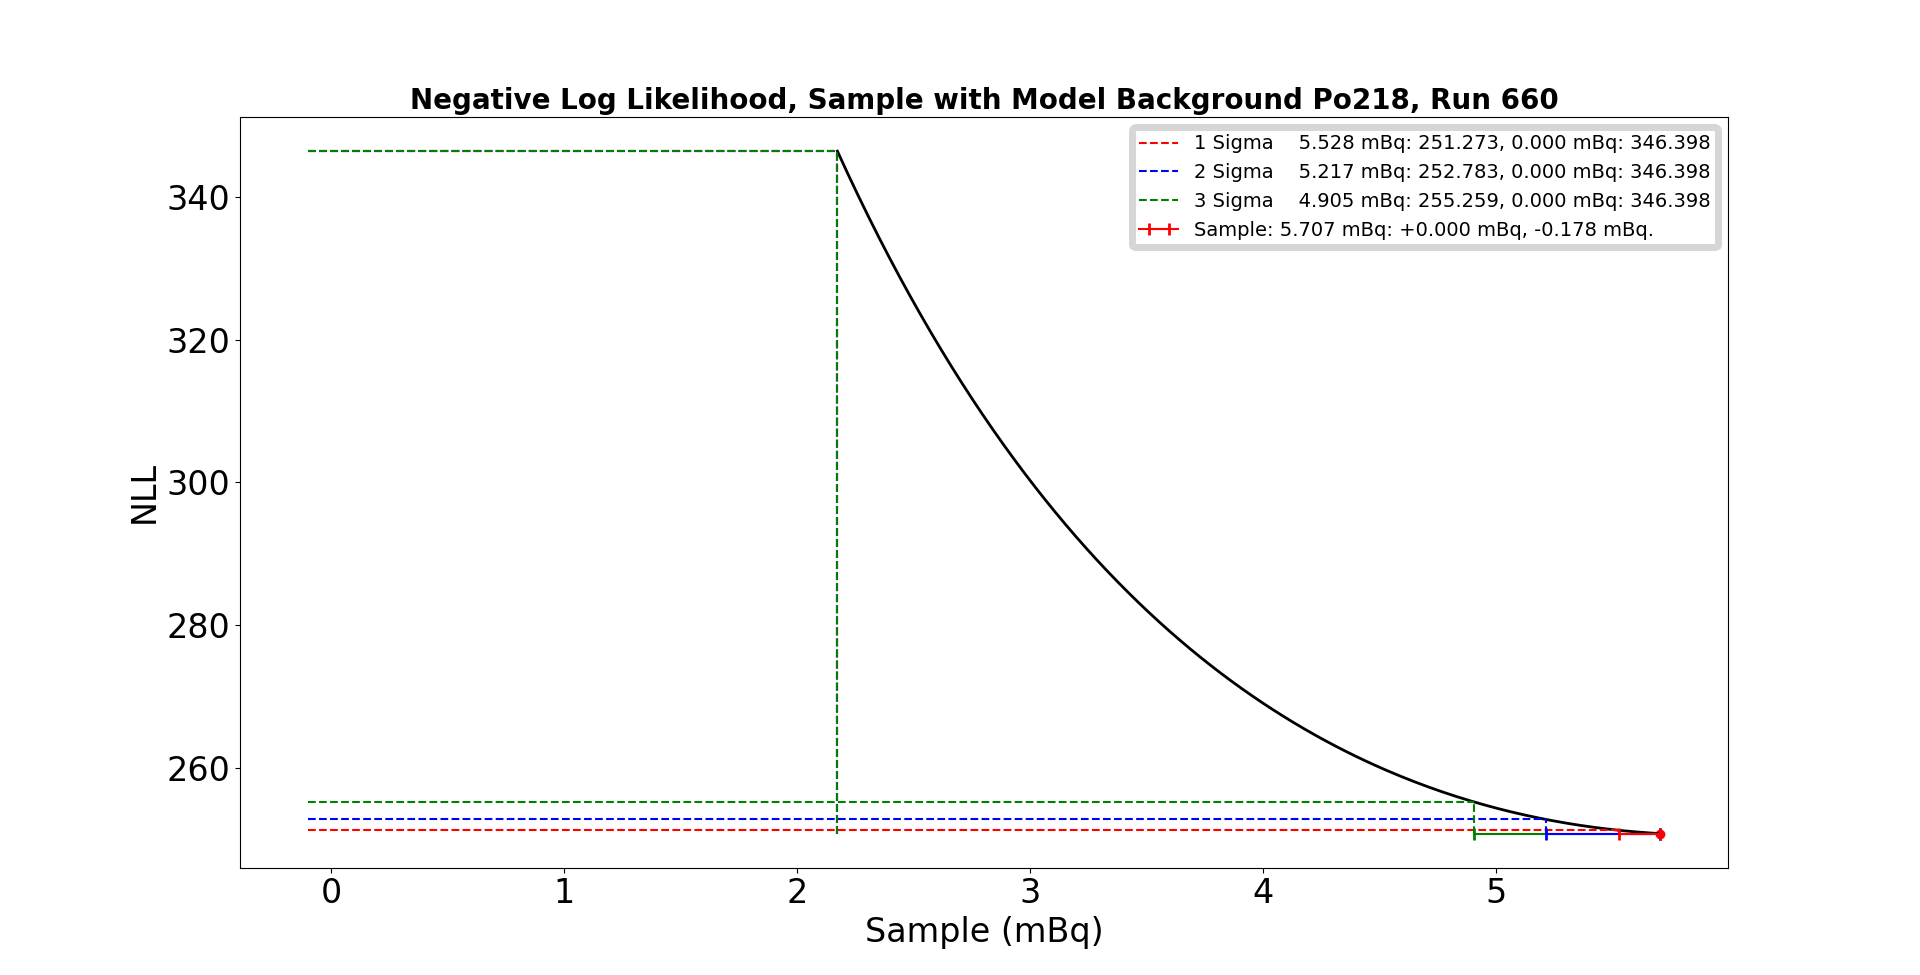 Negative Log Likelihood, Sample with Model Background Po218, Run 660
1 Sigma    5.528 mBq: 251.273, 0.000 mBq: 346.398
2 Sigma    5.217 mBq: 252.783, 0.000 mBq: 346.398
3 Sigma    4.905 mBq: 255.259, 0.000 mBq: 346.398
Sample: 5.707 mBq: +0.000 mBq, -0.178 mBq.
NLL
340
320
300
280
260
0 1 2 3 4 5
Sample (mBq)